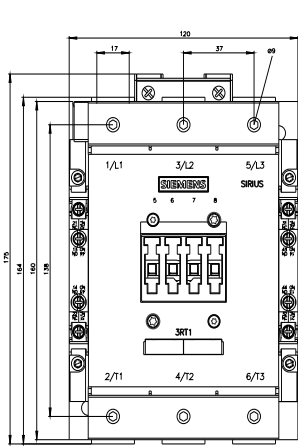 120
17
37
ø9
1/L1
3/L2
5/L3
SIEMENS
SIRIUS
5
6
7
8
175
164
160
138
3RT1
2/T1
4/T2
6/T3